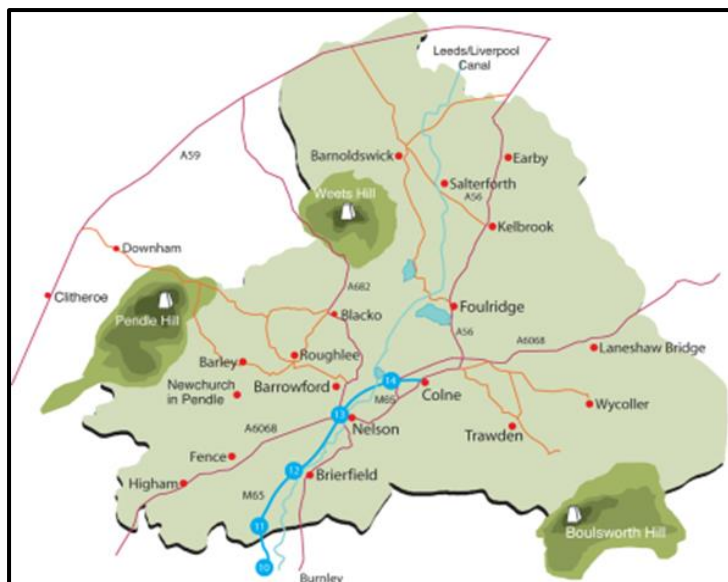 Leeds/Liverpool
Canal
A59
Barnoldswick
Earby
Salterforth
A56
Weets Hill
Kelbrook
Downham
Clitheroe
A682
Pendle Hill
Blacko
Foulridge
A56
A6068
Laneshaw Bridge
Roughlee
Barley
14
Newchurch
in Pendle
Barrowford
M65
Colne
Wycoller
13
Nelson
Trawden
A6068
Fence
12
Brierfield
Higham
M65
11
Boulsworth Hill
10
Burnley